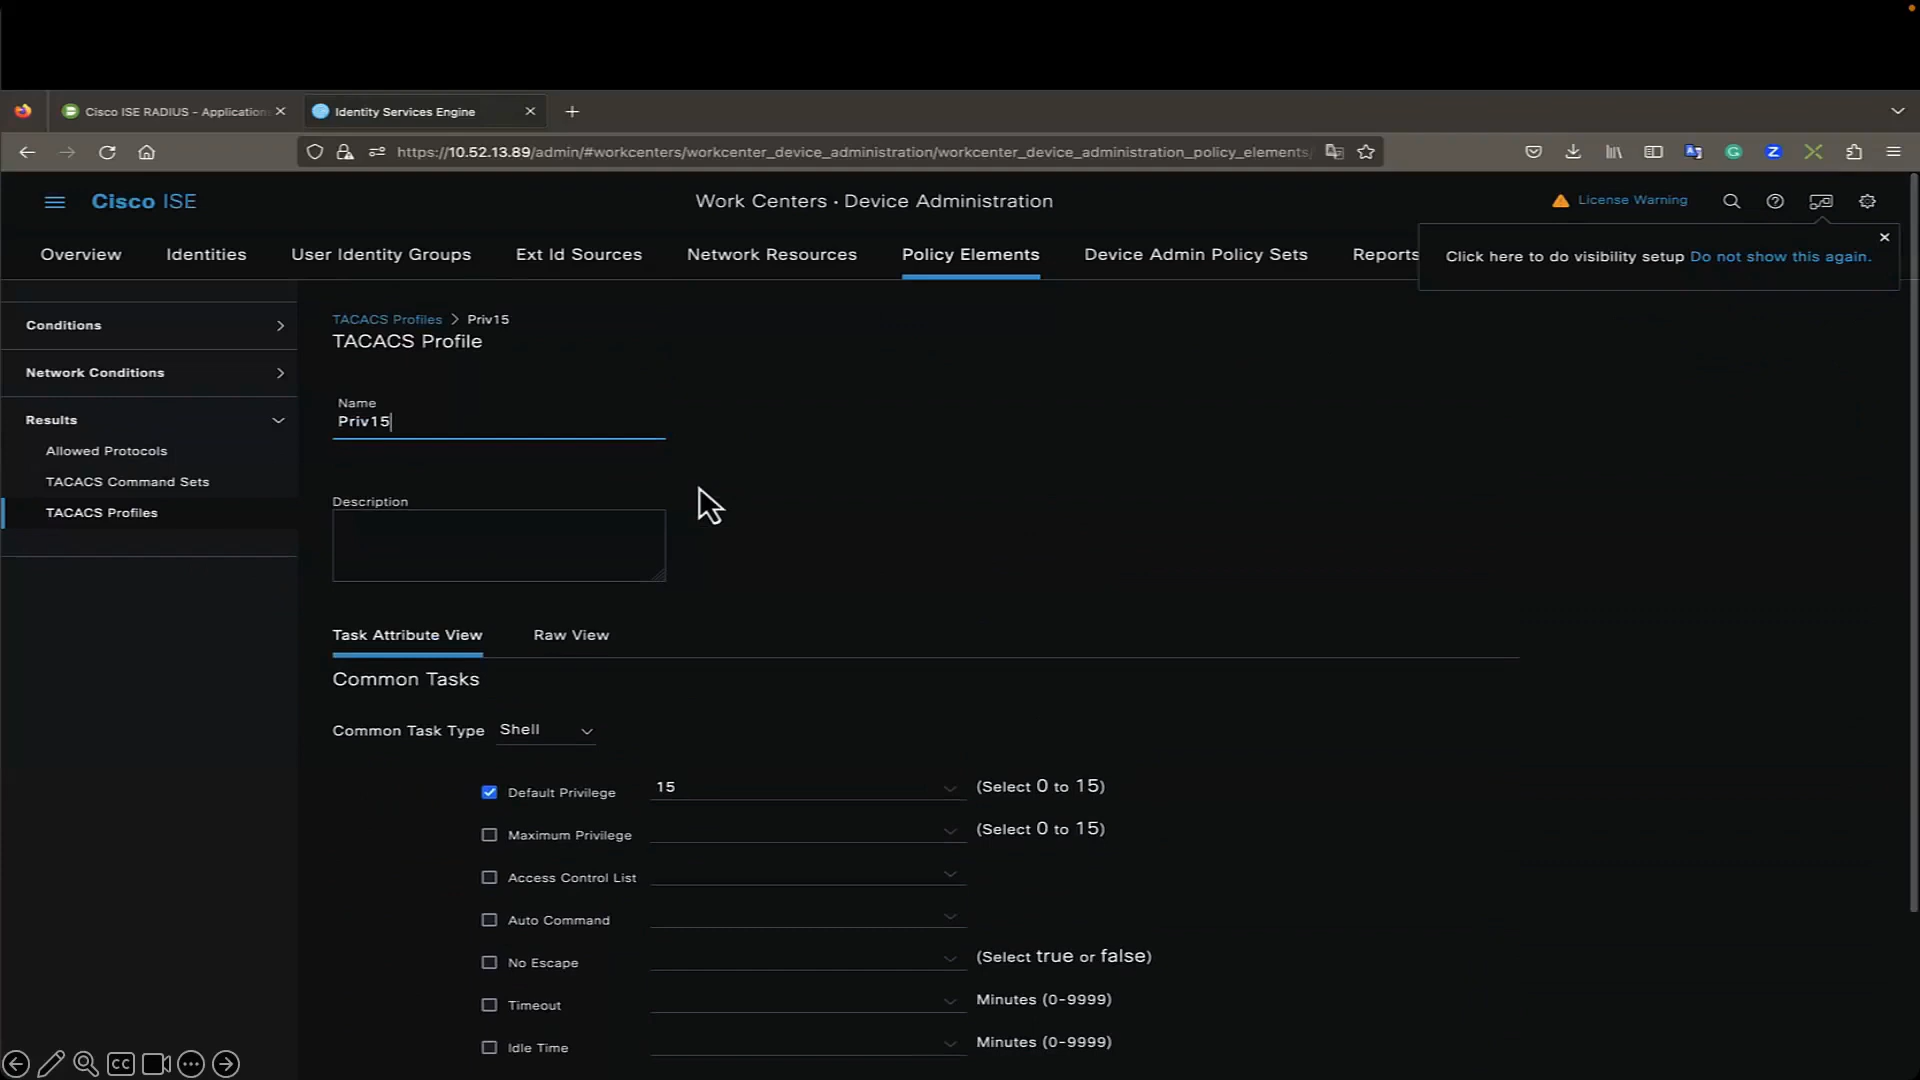 Cisco ISE RADIUS - Application
Identity Services Engine
https://10.52.13.89/admin/#workcenters/workcenter_device_administration/workcenter_device_administration_policy_elements/
Cisco ISE
Work Centers · Device Administration
License Warning
Overview
Identities
User Identity Groups
Ext Id Sources
Network Resources
Policy Elements
Device Admin Policy Sets
Reports
Click here to do visibility setup Do not show this again.
Conditions
Network Conditions
Results
Allowed Protocols
TACACS Command Sets
TACACS Profiles
TACACS Profiles > Priv15
TACACS Profile
Name
Priv15
Description
Task Attribute View
Raw View
Common Tasks
Common Task Type Shell
Default Privilege 15 (Select 0 to 15)
Maximum Privilege (Select 0 to 15)
Access Control List
Auto Command
No Escape (Select true or false)
Timeout Minutes (0-9999)
Idle Time Minutes (0-9999)
CC